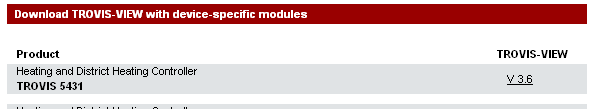 Download TROVIS-VIEW with device-specific modules
Product TROVIS-VIEW
Heating and District Heating Controller
TROVIS 5431 V 3.6